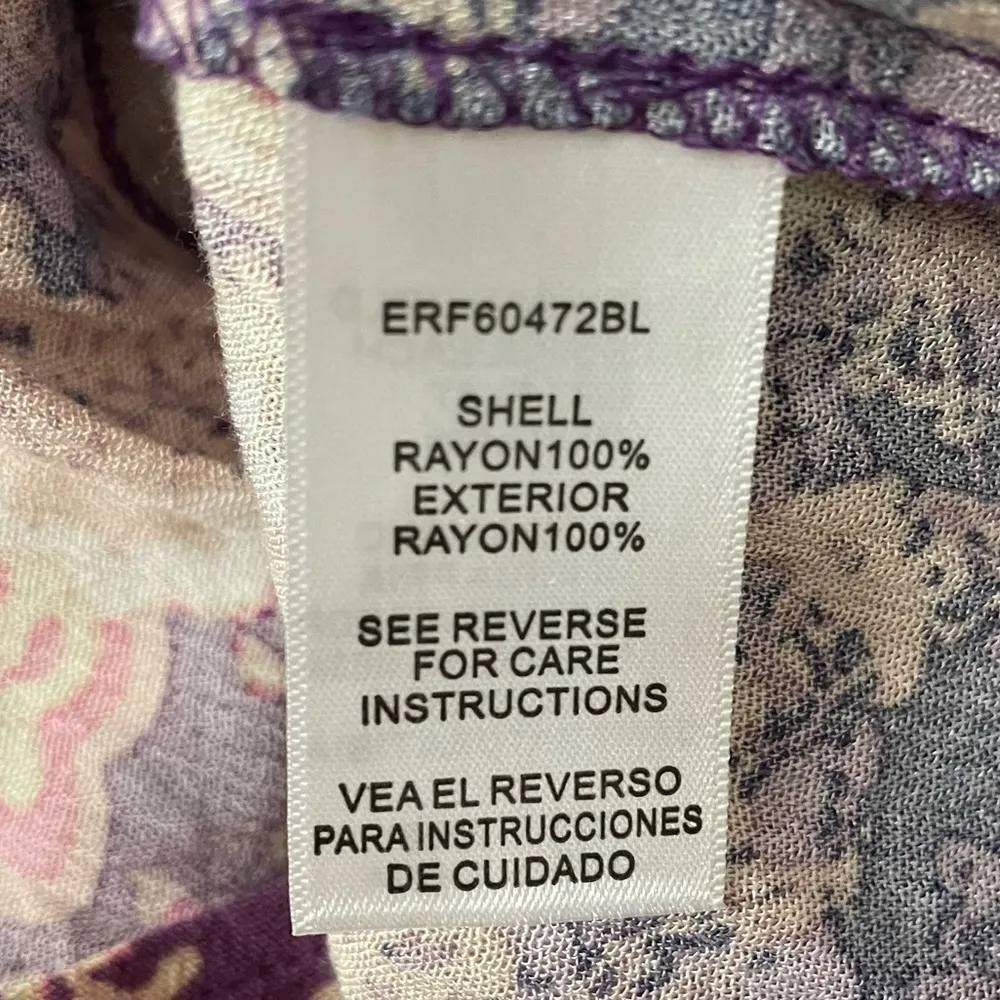 ERF60472BL
SHELL
RAYON100%
EXTERIOR
RAYON100%
SEE REVERSE
FOR CARE
INSTRUCTIONS
VEA EL REVERSO
PARA INSTRUCCIONES
DE CUIDADO